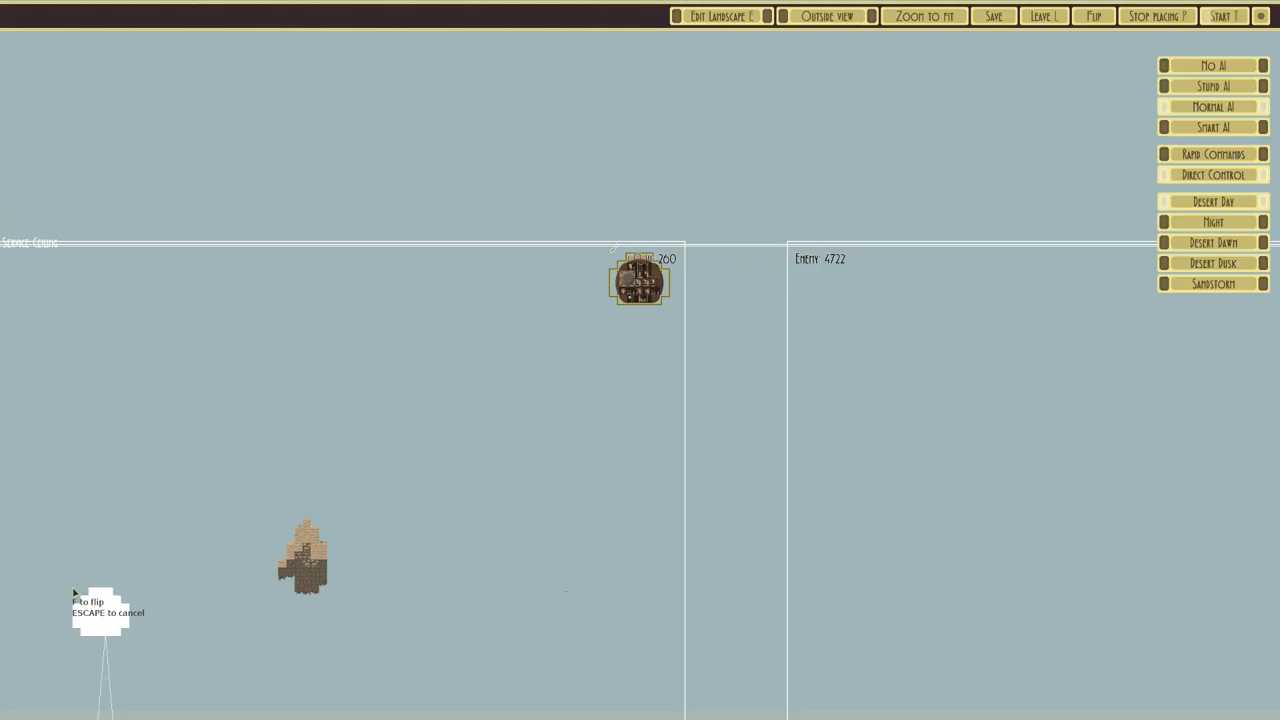 Edit Landscape E
Outside view
Zoom to fit
Save
Leave L
Flip
Stop placing P
Start T
No AI
Stupid AI
Normal AI
Smart AI
Rapid Commands
Direct Control
Desert Day
Night
Desert Dawn
Desert Dusk
Sandstorm
Service Ceiling
260
Enemy 4722
F to flip
ESCAPE to cancel